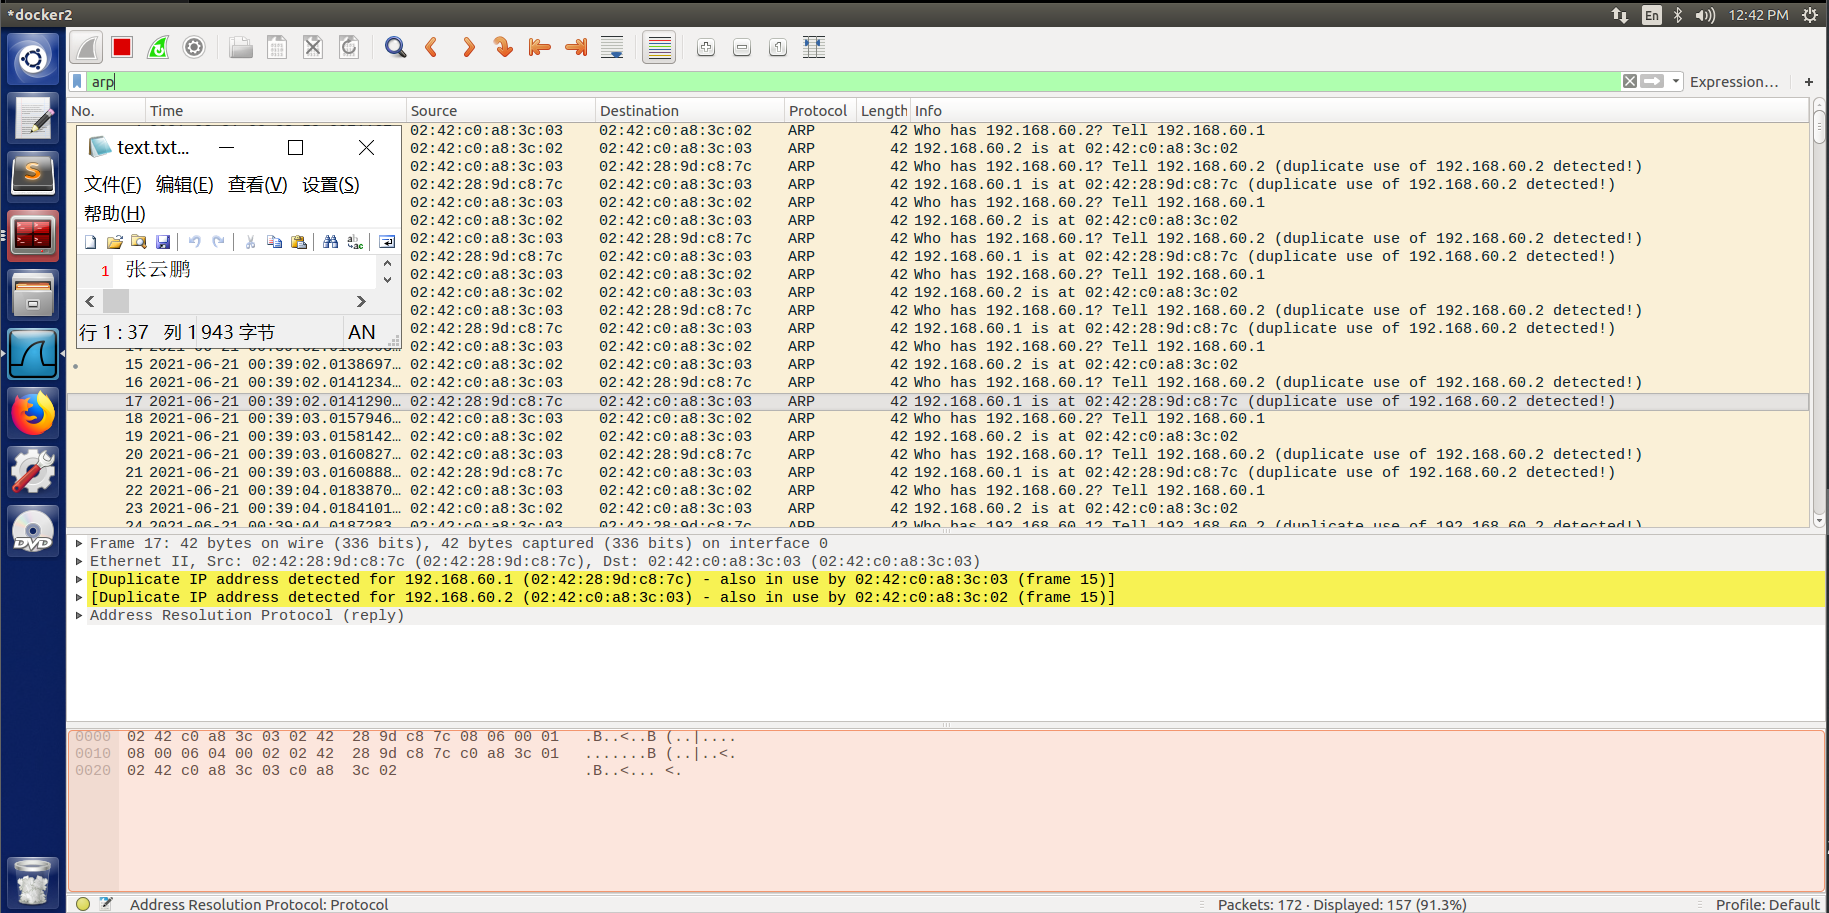 *docker2
En
12:42 PM
arp
Expression…
+
No. Time Source Destination Protocol Length Info
02:42:c0:a8:3c:03 02:42:c0:a8:3c:02 ARP 42 Who has 192.168.60.2? Tell 192.168.60.1
02:42:c0:a8:3c:02 02:42:c0:a8:3c:03 ARP 42 192.168.60.2 is at 02:42:c0:a8:3c:02
02:42:c0:a8:3c:03 02:42:28:9d:c8:7c ARP 42 Who has 192.168.60.1? Tell 192.168.60.2 (duplicate use of 192.168.60.2 detected!)
02:42:28:9d:c8:7c 02:42:c0:a8:3c:03 ARP 42 192.168.60.1 is at 02:42:28:9d:c8:7c (duplicate use of 192.168.60.2 detected!)
02:42:c0:a8:3c:03 02:42:c0:a8:3c:02 ARP 42 Who has 192.168.60.2? Tell 192.168.60.1
02:42:c0:a8:3c:02 02:42:c0:a8:3c:03 ARP 42 192.168.60.2 is at 02:42:c0:a8:3c:02
02:42:c0:a8:3c:03 02:42:28:9d:c8:7c ARP 42 Who has 192.168.60.1? Tell 192.168.60.2 (duplicate use of 192.168.60.2 detected!)
02:42:28:9d:c8:7c 02:42:c0:a8:3c:03 ARP 42 192.168.60.1 is at 02:42:28:9d:c8:7c (duplicate use of 192.168.60.2 detected!)
02:42:c0:a8:3c:03 02:42:c0:a8:3c:02 ARP 42 Who has 192.168.60.2? Tell 192.168.60.1
02:42:c0:a8:3c:02 02:42:c0:a8:3c:03 ARP 42 192.168.60.2 is at 02:42:c0:a8:3c:02
02:42:c0:a8:3c:03 02:42:28:9d:c8:7c ARP 42 Who has 192.168.60.1? Tell 192.168.60.2 (duplicate use of 192.168.60.2 detected!)
02:42:28:9d:c8:7c 02:42:c0:a8:3c:03 ARP 42 192.168.60.1 is at 02:42:28:9d:c8:7c (duplicate use of 192.168.60.2 detected!)
02:42:c0:a8:3c:03 02:42:c0:a8:3c:02 ARP 42 Who has 192.168.60.2? Tell 192.168.60.1
15 2021-06-21 00:39:02.0138697… 02:42:c0:a8:3c:02 02:42:c0:a8:3c:03 ARP 42 192.168.60.2 is at 02:42:c0:a8:3c:02
16 2021-06-21 00:39:02.0141234… 02:42:c0:a8:3c:03 02:42:28:9d:c8:7c ARP 42 Who has 192.168.60.1? Tell 192.168.60.2 (duplicate use of 192.168.60.2 detected!)
17 2021-06-21 00:39:02.0141290… 02:42:28:9d:c8:7c 02:42:c0:a8:3c:03 ARP 42 192.168.60.1 is at 02:42:28:9d:c8:7c (duplicate use of 192.168.60.2 detected!)
18 2021-06-21 00:39:03.0157946… 02:42:c0:a8:3c:03 02:42:c0:a8:3c:02 ARP 42 Who has 192.168.60.2? Tell 192.168.60.1
19 2021-06-21 00:39:03.0158142… 02:42:c0:a8:3c:02 02:42:c0:a8:3c:03 ARP 42 192.168.60.2 is at 02:42:c0:a8:3c:02
20 2021-06-21 00:39:03.0160827… 02:42:c0:a8:3c:03 02:42:28:9d:c8:7c ARP 42 Who has 192.168.60.1? Tell 192.168.60.2 (duplicate use of 192.168.60.2 detected!)
21 2021-06-21 00:39:03.0160888… 02:42:28:9d:c8:7c 02:42:c0:a8:3c:03 ARP 42 192.168.60.1 is at 02:42:28:9d:c8:7c (duplicate use of 192.168.60.2 detected!)
22 2021-06-21 00:39:04.0183870… 02:42:c0:a8:3c:03 02:42:c0:a8:3c:02 ARP 42 Who has 192.168.60.2? Tell 192.168.60.1
23 2021-06-21 00:39:04.0184101… 02:42:c0:a8:3c:02 02:42:c0:a8:3c:03 ARP 42 192.168.60.2 is at 02:42:c0:a8:3c:02
24 2021-06-21 00:39:04.0187283… 02:42:c0:a8:3c:03 02:42:28:9d:c8:7c ARP 42 Who has 192.168.60.1? Tell 192.168.60.2 (duplicate use of 192.168.60.2 detected!)
text.txt...
文件(F) 编辑(E) 查看(V) 设置(S)
帮助(H)
1 张云鹏
行 1 : 37 列 1 943 字节 AN
Frame 17: 42 bytes on wire (336 bits), 42 bytes captured (336 bits) on interface 0
Ethernet II, Src: 02:42:28:9d:c8:7c (02:42:28:9d:c8:7c), Dst: 02:42:c0:a8:3c:03 (02:42:c0:a8:3c:03)
[Duplicate IP address detected for 192.168.60.1 (02:42:28:9d:c8:7c) - also in use by 02:42:c0:a8:3c:03 (frame 15)]
[Duplicate IP address detected for 192.168.60.2 (02:42:c0:a8:3c:03) - also in use by 02:42:c0:a8:3c:02 (frame 15)]
Address Resolution Protocol (reply)
0000 02 42 c0 a8 3c 03 02 42 28 9d c8 7c 08 06 00 01 .B..<..B (..|....
0010 08 00 06 04 00 02 02 42 28 9d c8 7c c0 a8 3c 01 .......B (..|..<.
0020 02 42 c0 a8 3c 03 c0 a8 3c 02 .B..<... <.
DVD
Address Resolution Protocol: Protocol
Packets: 172 · Displayed: 157 (91.3%)
Profile: Default